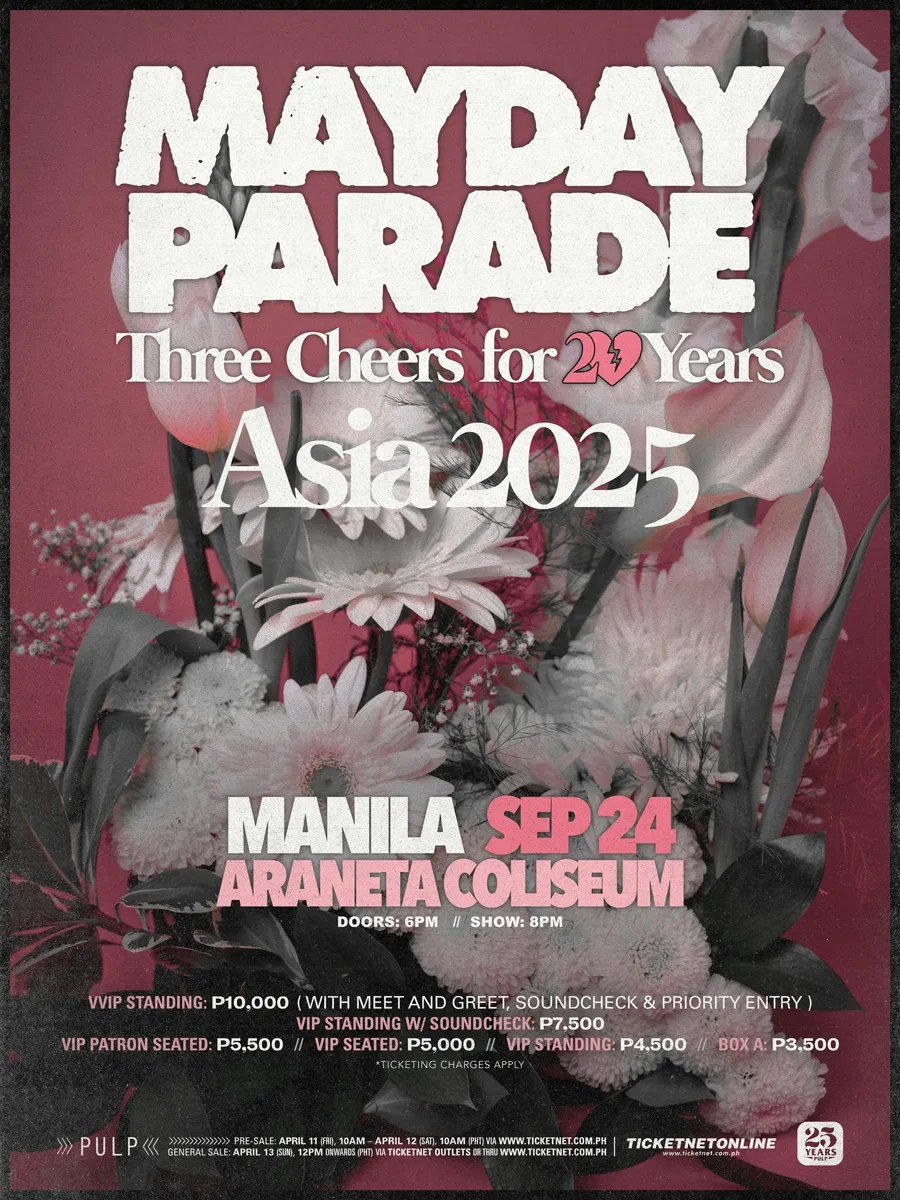 MAYDAY
PARADE
Three Cheers for 20 Years
Asia 2025
MANILA SEP 24
ARANETA COLISEUM
DOORS: 6PM // SHOW: 8PM
VVIP STANDING: P10,000 ( WITH MEET AND GREET, SOUNDCHECK & PRIORITY ENTRY )
VIP STANDING W/ SOUNDCHECK: P7,500
VIP PATRON SEATED: P5,500 // VIP SEATED: P5,000 // VIP STANDING: P4,500 // BOX A: P3,500
*TICKETING CHARGES APPLY
PULP
PRE-SALE: APRIL 11 (FRI), 10AM – APRIL 12 (SAT), 10AM (PHT) VIA WWW.TICKETNET.COM.PH
GENERAL SALE: APRIL 13 (SUN), 12PM ONWARDS (PHT) VIA TICKETNET OUTLETS OR THRU WWW.TICKETNET.COM.PH
TICKETNETONLINE
www.ticketnet.com.ph
25
YEARS
PULP